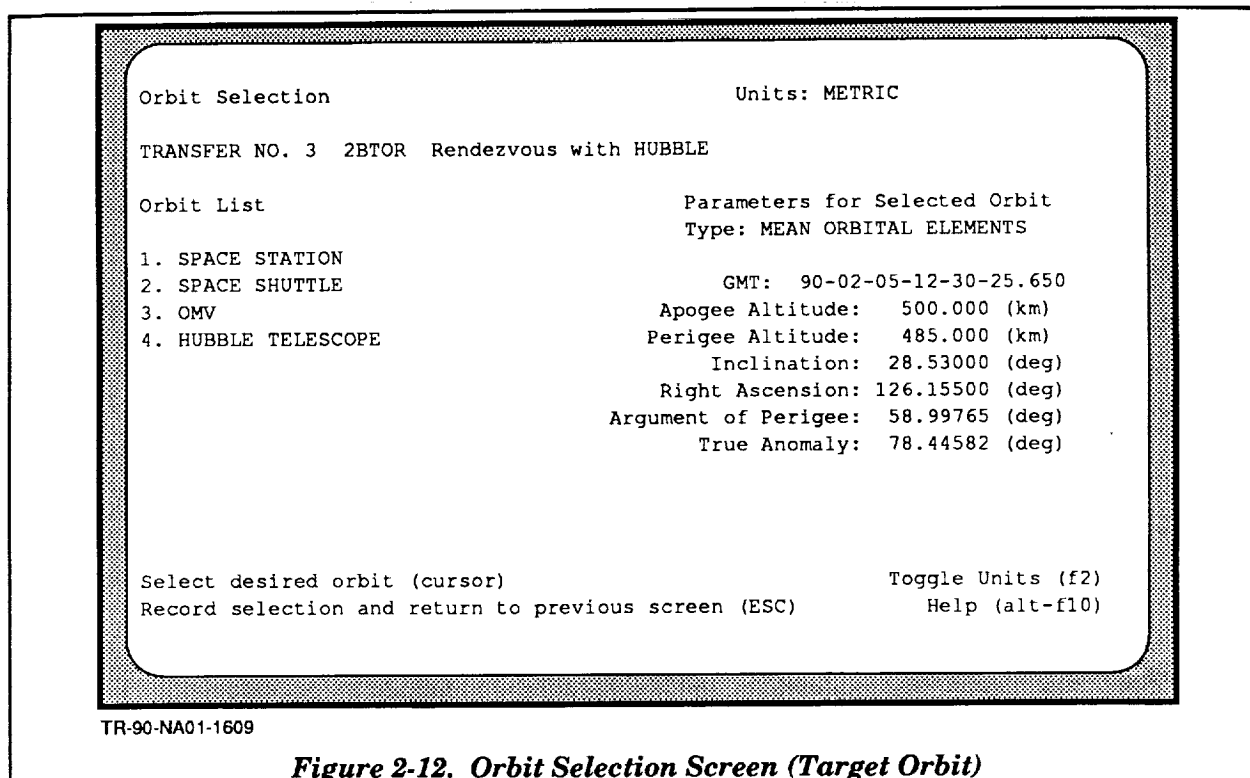 Orbit Selection Units: METRIC
TRANSFER NO. 3 2BTOR Rendezvous with HUBBLE
Orbit List
1. SPACE STATION
2. SPACE SHUTTLE
3. OMV
4. HUBBLE TELESCOPE
Parameters for Selected Orbit
Type: MEAN ORBITAL ELEMENTS
GMT: 90-02-05-12-30-25.650
Apogee Altitude: 500.000 (km)
Perigee Altitude: 485.000 (km)
Inclination: 28.53000 (deg)
Right Ascension: 126.15500 (deg)
Argument of Perigee: 58.99765 (deg)
True Anomaly: 78.44582 (deg)
Select desired orbit (cursor) Toggle Units (f2)
Record selection and return to previous screen (ESC) Help (alt-f10)
TR-90-NA01-1609
Figure 2-12. Orbit Selection Screen (Target Orbit)